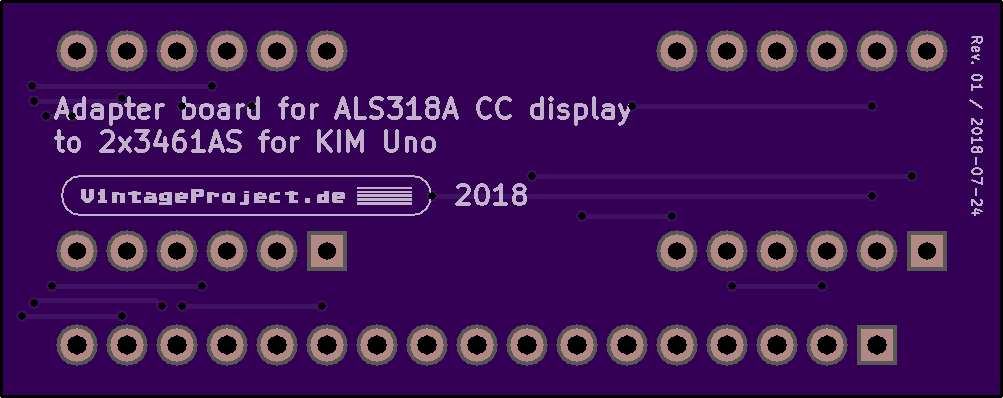 Adapter board for ALS318A CC display
to 2x3461AS for KIM Uno
VintageProject.de
2018
Rev. 01 / 2018-07-24